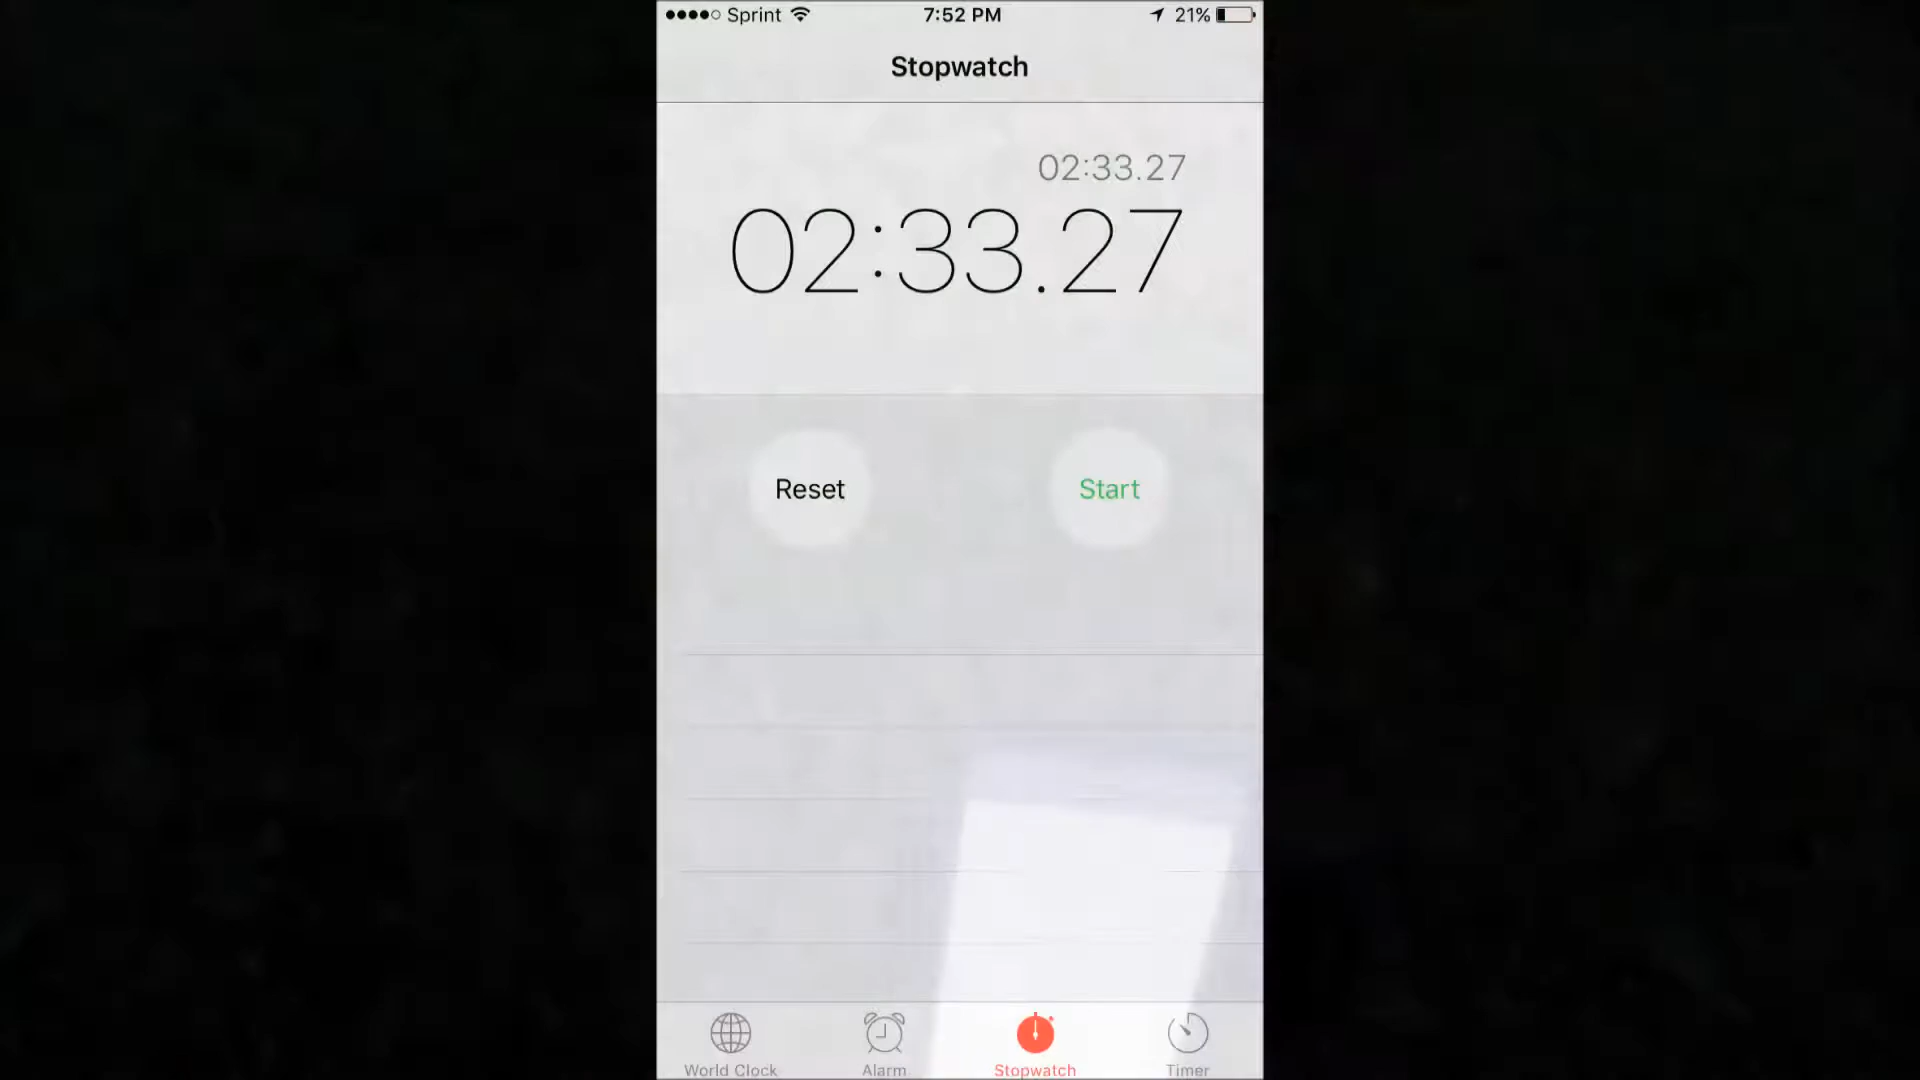 Sprint 7:52 PM 21%
Stopwatch
02:33.27
02:33.27
Reset Start
World Clock Alarm Stopwatch Timer